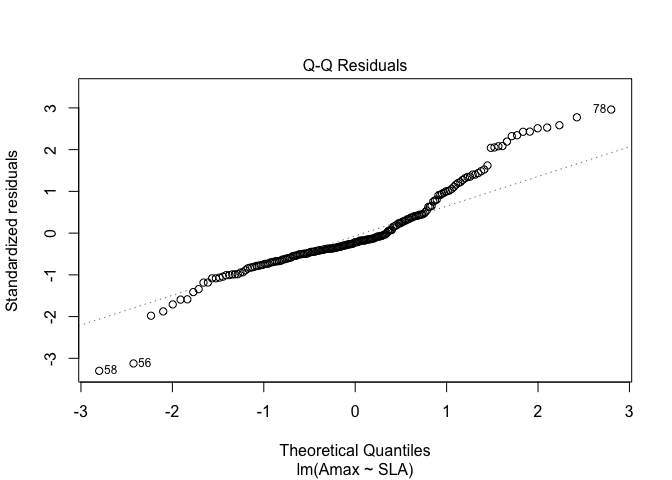 Q-Q Residuals
Standardized residuals
3
2
1
0
-1
-2
-3
78
56
58
-3 -2 -1 0 1 2 3
Theoretical Quantiles
lm(Amax ~ SLA)